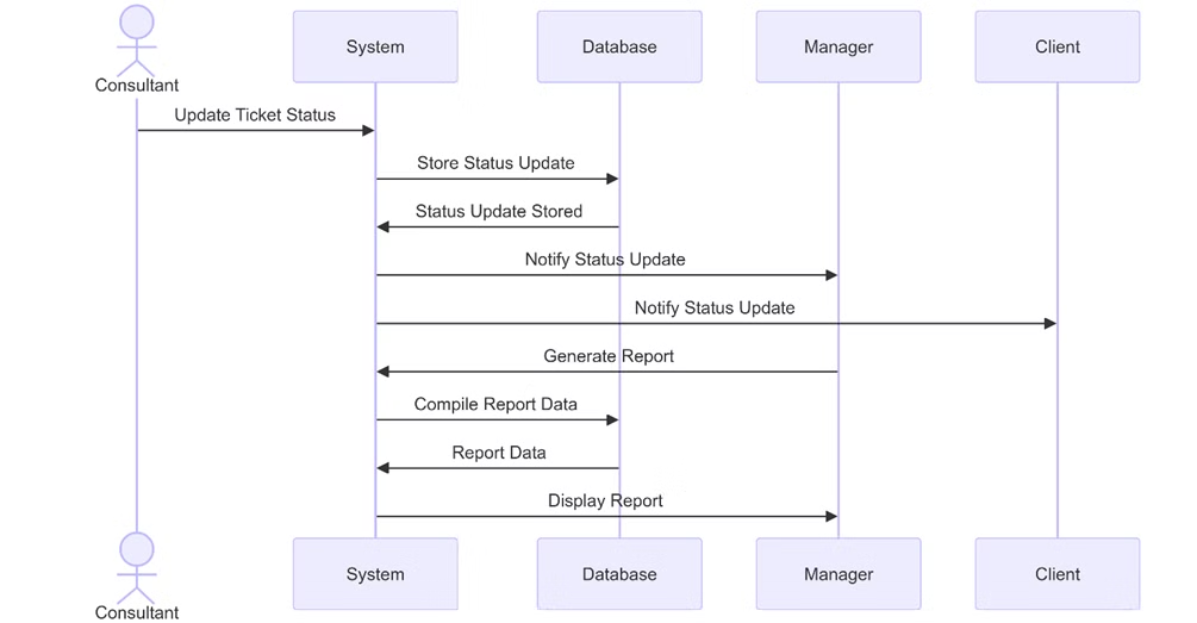 System
Database
Manager
Client
Consultant
Update Ticket Status
Store Status Update
Status Update Stored
Notify Status Update
Notify Status Update
Generate Report
Compile Report Data
Report Data
Display Report
System
Database
Manager
Client
Consultant